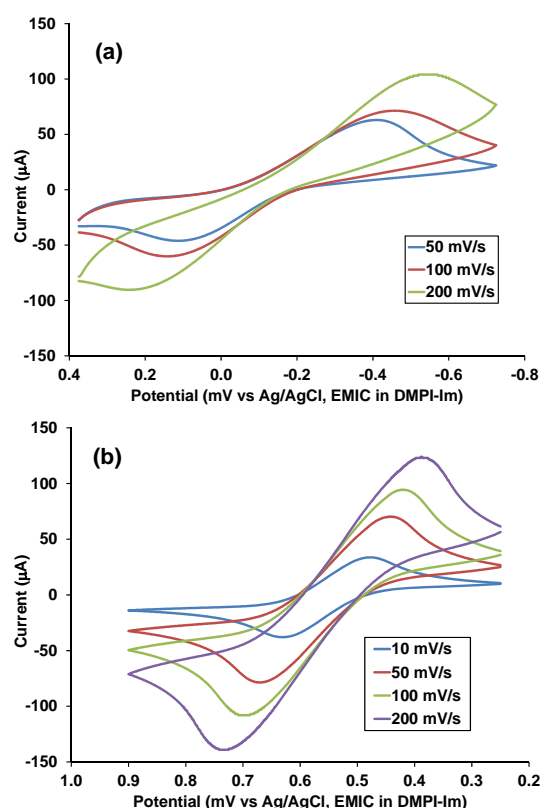 (a)
150
100
50
0
-50
-100
-150
Current (µA)
50 mV/s
100 mV/s
200 mV/s
0.4 0.2 0.0 -0.2 -0.4 -0.6 -0.8
Potential (mV vs Ag/AgCl, EMIC in DMPI-Im)
(b)
150
100
50
0
-50
-100
-150
Current (µA)
10 mV/s
50 mV/s
100 mV/s
200 mV/s
1.0 0.9 0.8 0.7 0.6 0.5 0.4 0.3 0.2
Potential (mV vs Ag/AgCl, EMIC in DMPI-Im)